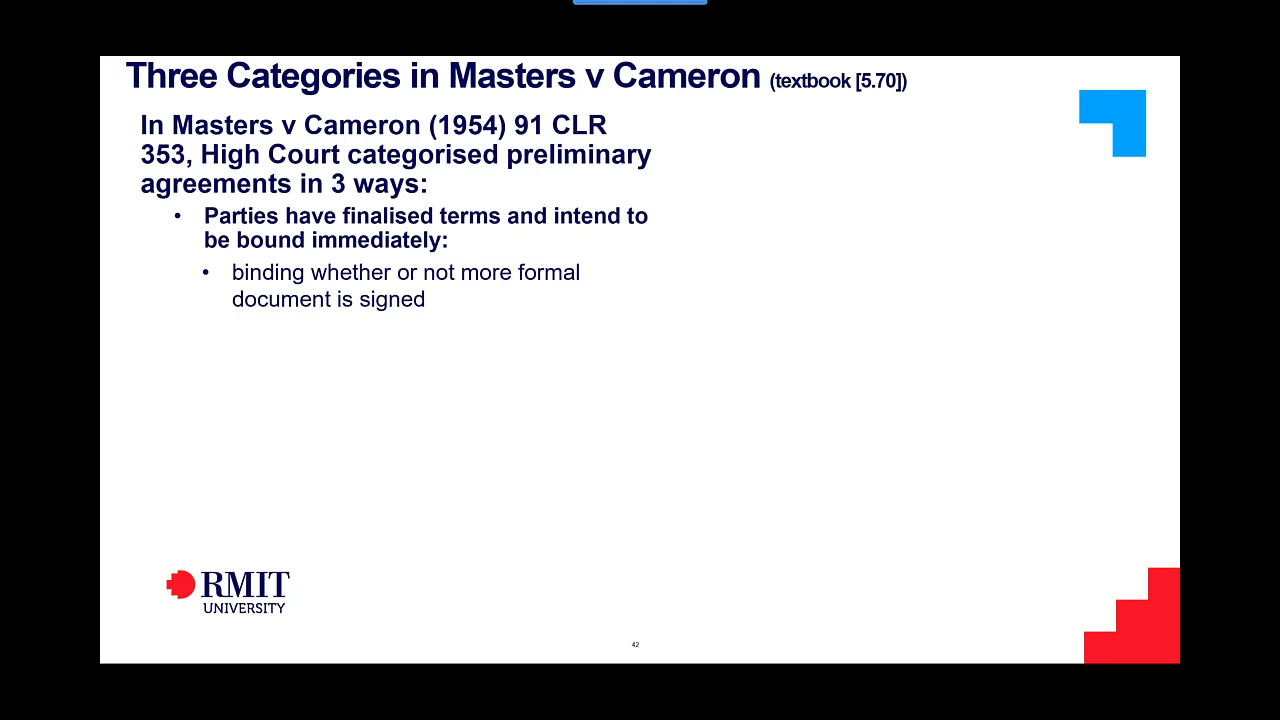 Three Categories in Masters v Cameron (textbook [5.70])
In Masters v Cameron (1954) 91 CLR
353, High Court categorised preliminary
agreements in 3 ways:
• Parties have finalised terms and intend to
be bound immediately:
• binding whether or not more formal
document is signed
RMIT
UNIVERSITY
42